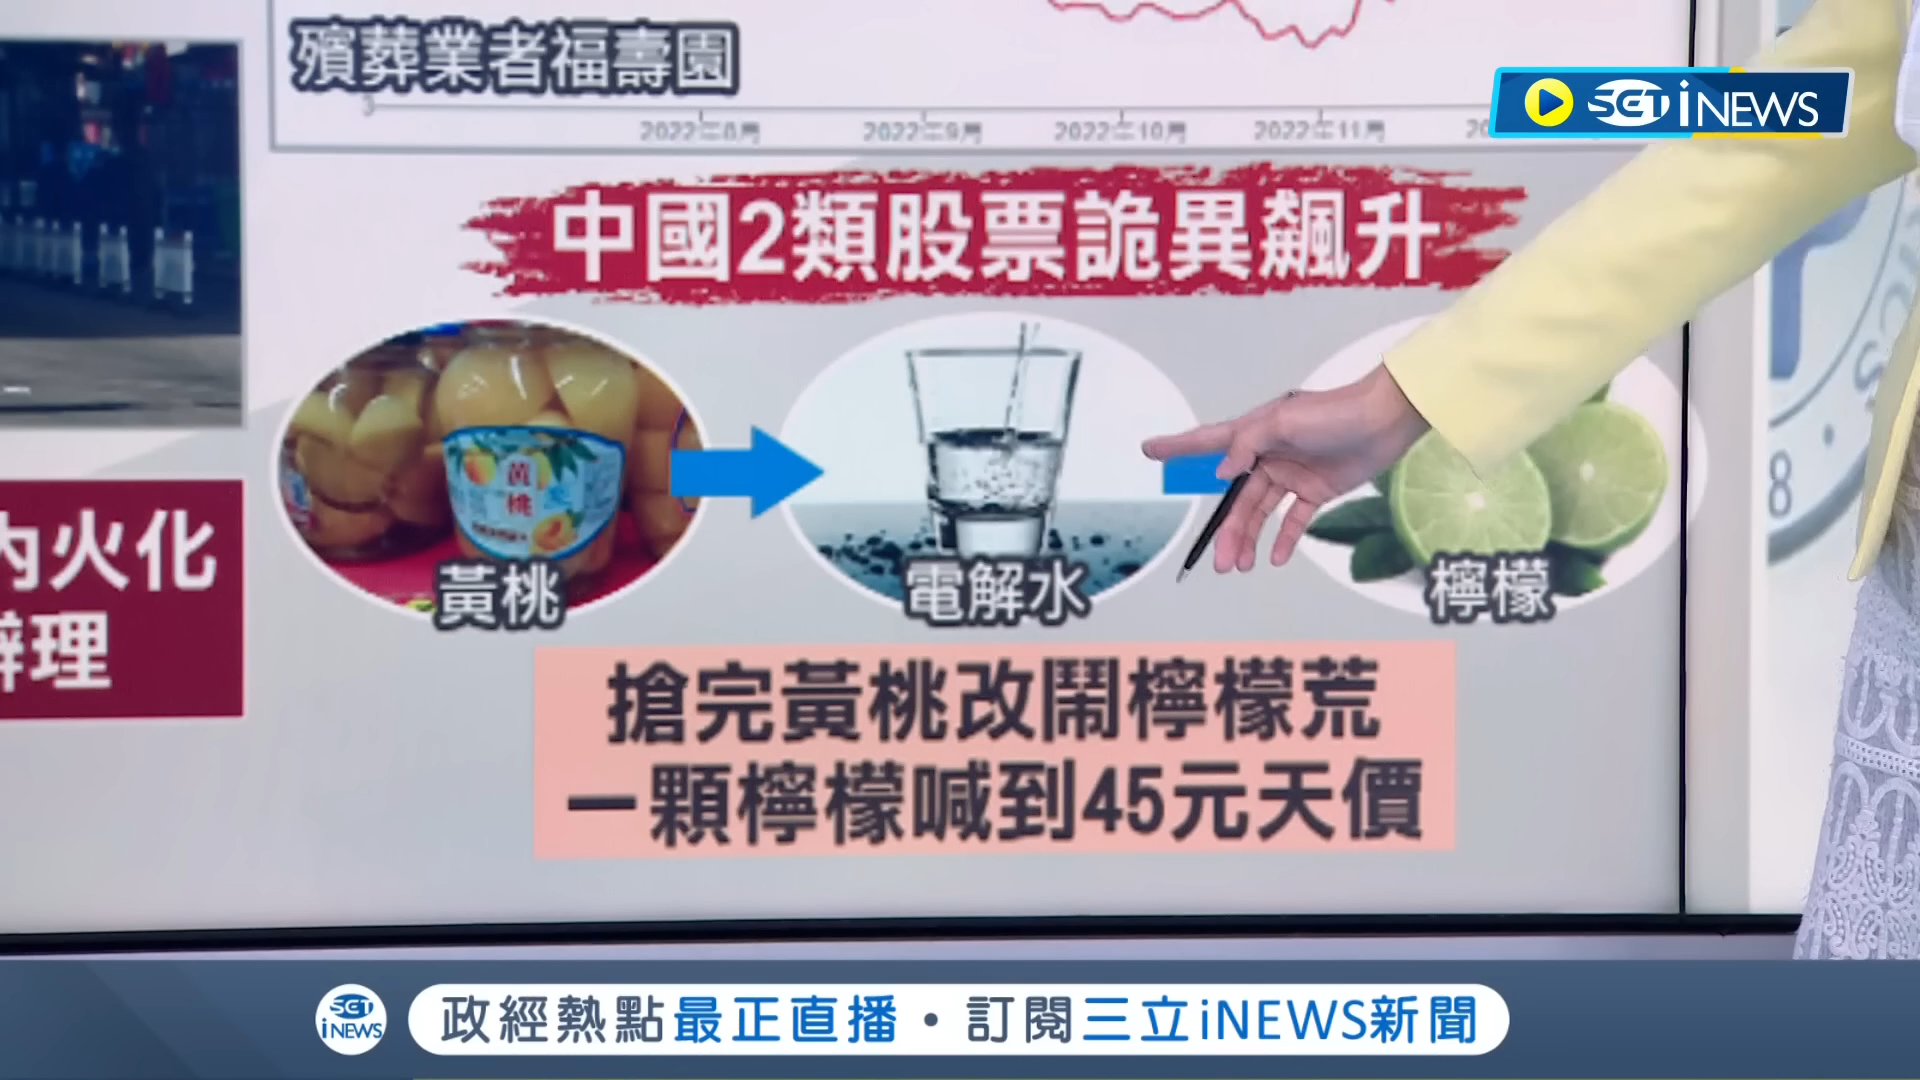 殯葬業者福壽園
3
2022年8月
2022年9月
2022年10月
2022年11月
20
SET iNEWS
中國2類股票詭異飆升
黃桃
黃桃
電解水
檸檬
內火化
辦理
8
搶完黃桃改鬧檸檬荒
一顆檸檬喊到45元天價
SET iNEWS
政經熱點最正直播・訂閱三立iNEWS新聞